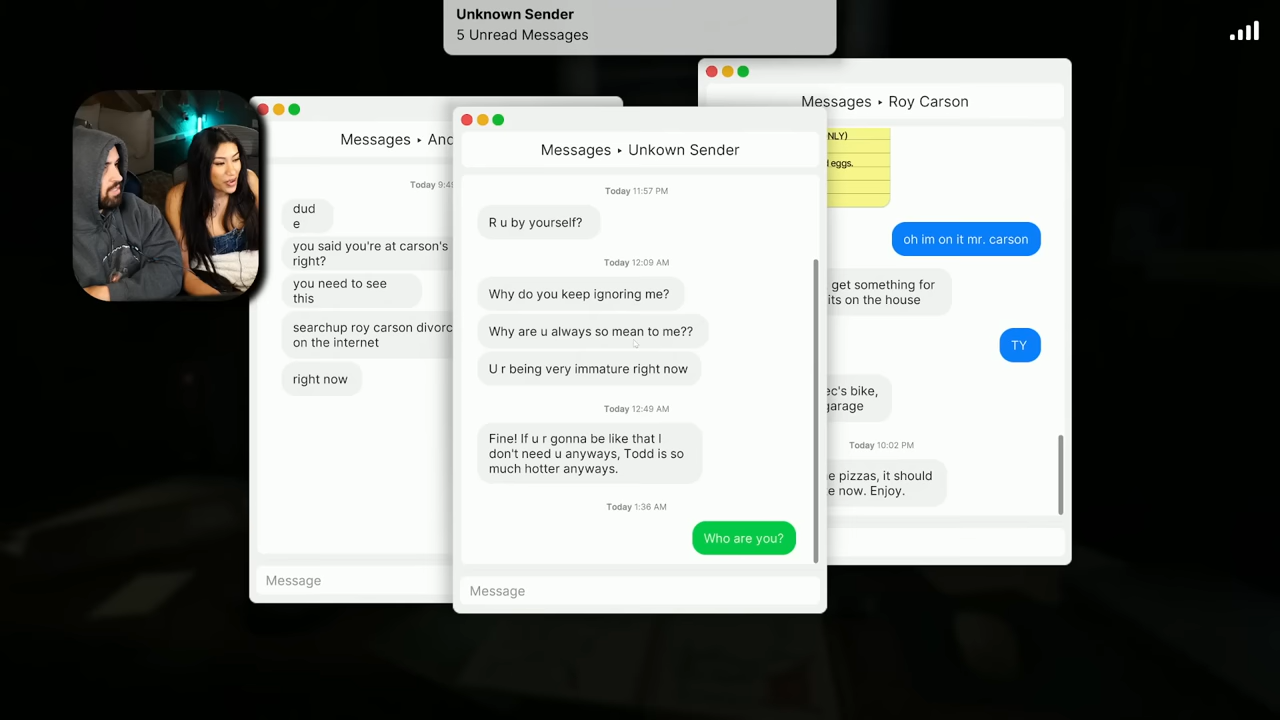 Unknown Sender
5 Unread Messages
Messages ▸ And
Today 9:4
dud
e
you said you're at carson's
right?
you need to see
this
searchup roy carson divorc
on the internet
right now
Message
Messages ▸ Unkown Sender
Today 11:57 PM
R u by yourself?
Today 12:09 AM
Why do you keep ignoring me?
Why are u always so mean to me??
U r being very immature right now
Today 12:49 AM
Fine! If u r gonna be like that I
don't need u anyways, Todd is so
much hotter anyways.
Today 1:36 AM
Who are you?
Message
Messages ▸ Roy Carson
NLY)
eggs.
oh im on it mr. carson
get something for
its on the house
TY
ec's bike,
garage
Today 10:02 PM
e pizzas, it should
e now. Enjoy.